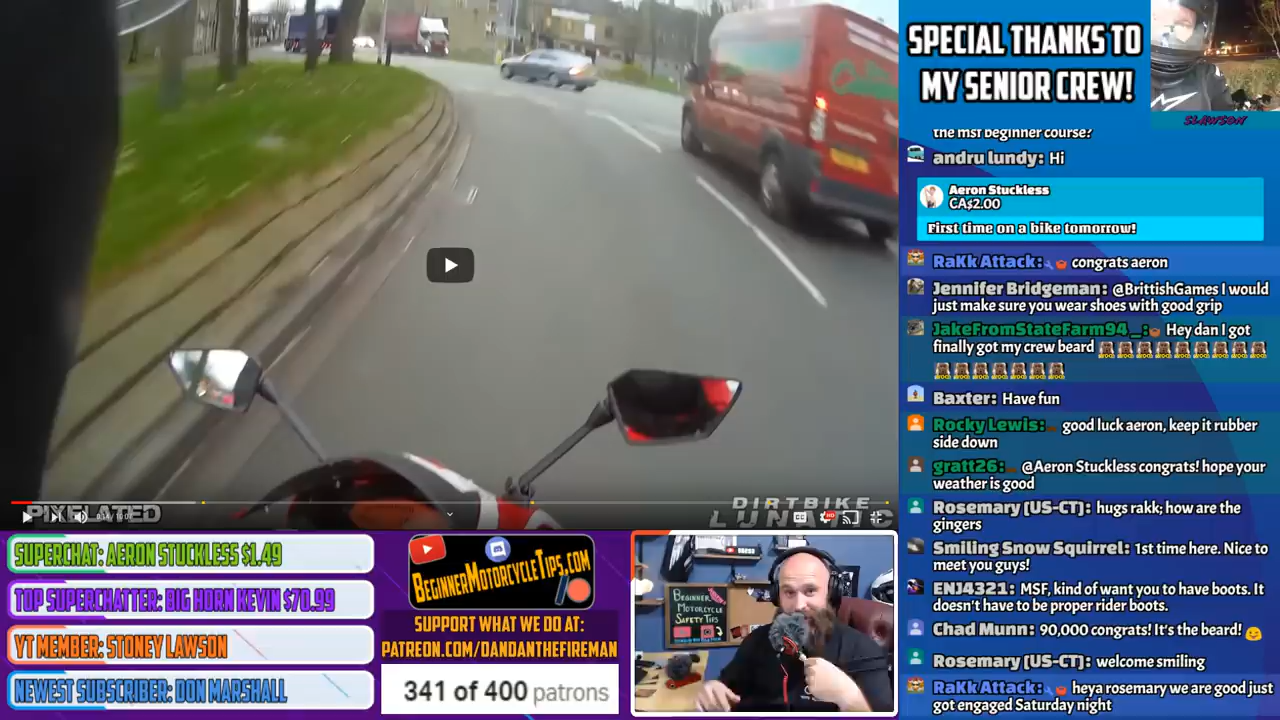 SPECIAL THANKS TO
MY SENIOR CREW!
SLAWSON
the msf beginner course?
andru lundy: Hi
Aeron Stuckless
CA$2.00
First time on a bike tomorrow!
RaKk Attack: congrats aeron
Jennifer Bridgeman: @BrittishGames I would
just make sure you wear shoes with good grip
JakeFromStateFarm94_: Hey dan I got
finally got my crew beard
Baxter: Have fun
Rocky Lewis: good luck aeron, keep it rubber
side down
gratt26: @Aeron Stuckless congrats! hope your
weather is good
Rosemary [US-CT]: hugs rakk; how are the
gingers
Smiling Snow Squirrel: 1st time here. Nice to
meet you guys!
ENJ4321: MSF, kind of want you to have boots. It
doesn't have to be proper rider boots.
Chad Munn: 90,000 congrats! It's the beard!
Rosemary [US-CT]: welcome smiling
RaKk Attack: heya rosemary we are good just
got engaged Saturday night
PIXELATED
DIRTBIKE
LUNATIC
CC
HD
SUPERCHAT: AERON STUCKLESS $1.49
TOP SUPERCHATTER: BIG HORN KEVIN $70.99
YT MEMBER: STONEY LAWSON
NEWEST SUBSCRIBER: DON MARSHALL
BEGINNERMOTORCYCLETIPS.COM
SUPPORT WHAT WE DO AT:
PATREON.COM/DANDANTHEFIREMAN
341 of 400 patrons
BEGINNER
MOTORCYCLE
SAFETY TIPS